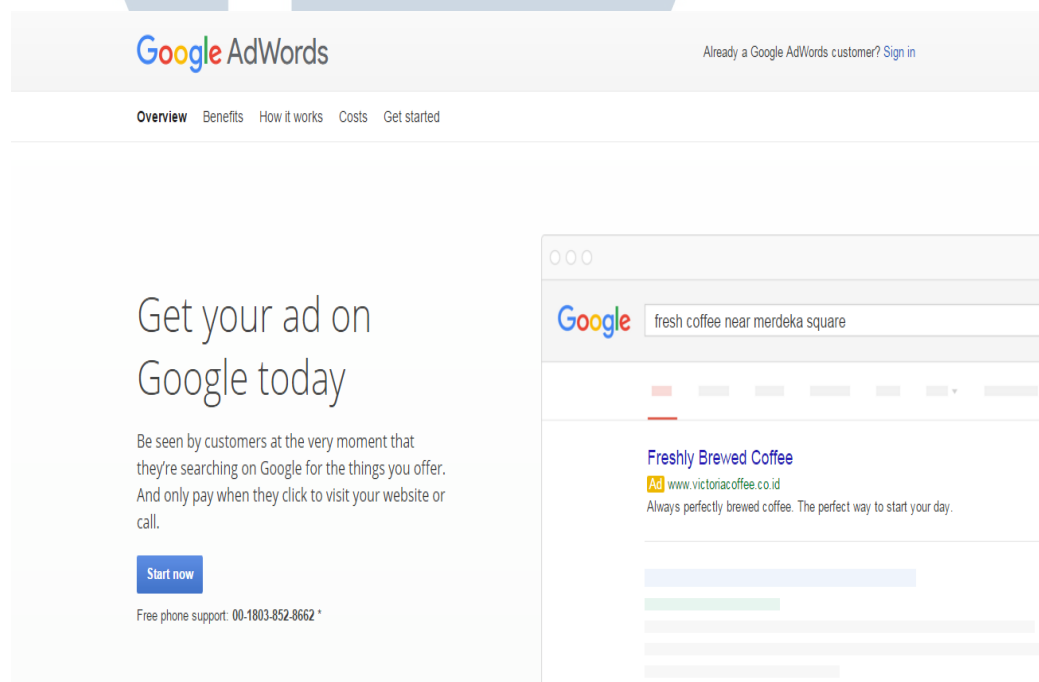 Google AdWords
Already a Google AdWords customer? Sign in
Overview Benefits How it works Costs Get started
Get your ad on
Google today
Be seen by customers at the very moment that
they're searching on Google for the things you offer.
And only pay when they click to visit your website or
call.
Start now
Free phone support: 00-1803-852-8662 *
Google fresh coffee near merdeka square
Freshly Brewed Coffee
Ad www.victoriacoffee.co.id
Always perfectly brewed coffee. The perfect way to start your day.